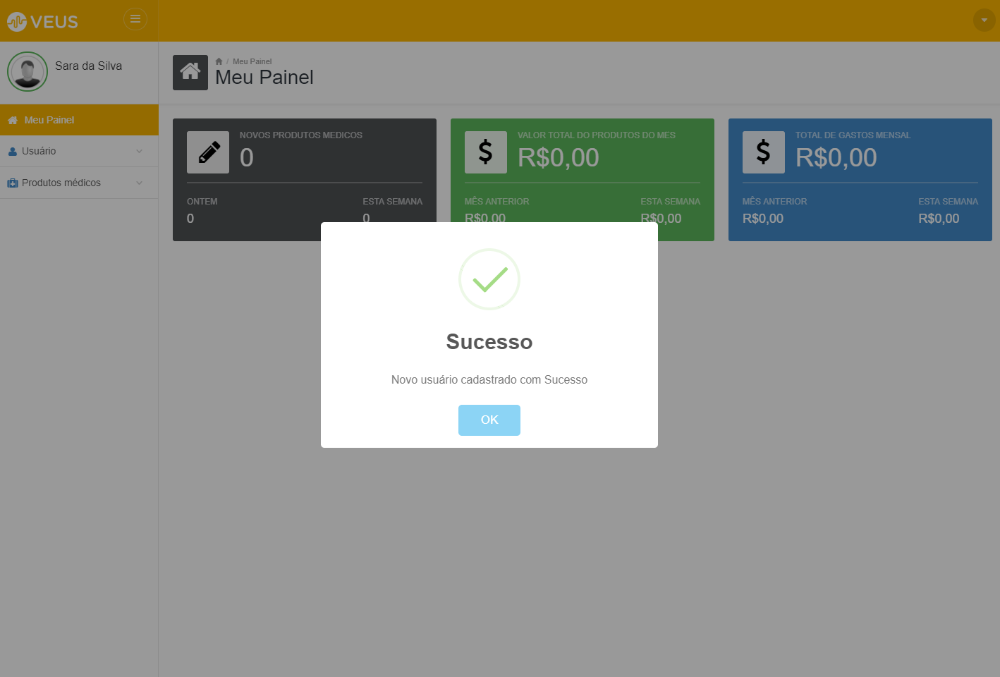 VEUS
Sara da Silva
Meu Painel
Usuário
Produtos médicos
/ Meu Painel
Meu Painel
NOVOS PRODUTOS MEDICOS
0
ONTEM
ESTA SEMANA
0
0
VALOR TOTAL DO PRODUTOS DO MES
R$0,00
MÊS ANTERIOR
ESTA SEMANA
R$0,00
R$0,00
TOTAL DE GASTOS MENSAL
R$0,00
MÊS ANTERIOR
ESTA SEMANA
R$0,00
R$0,00
Sucesso
Novo usuário cadastrado com Sucesso
OK